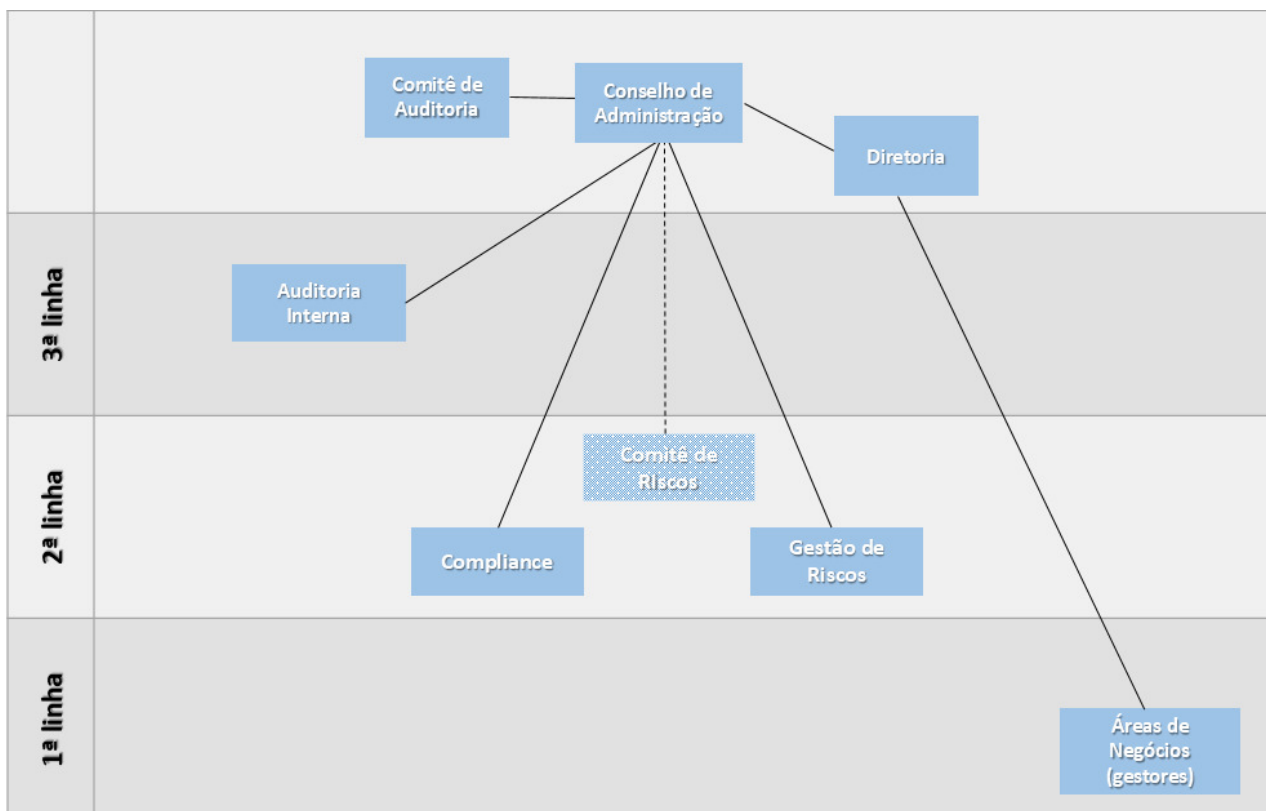 Comitê de
Auditoria
Conselho de
Administração
Diretoria
3ª linha
Auditoria
Interna
2ª linha
Comitê de
Riscos
Compliance
Gestão de
Riscos
1ª linha
Áreas de
Negócios
(gestores)